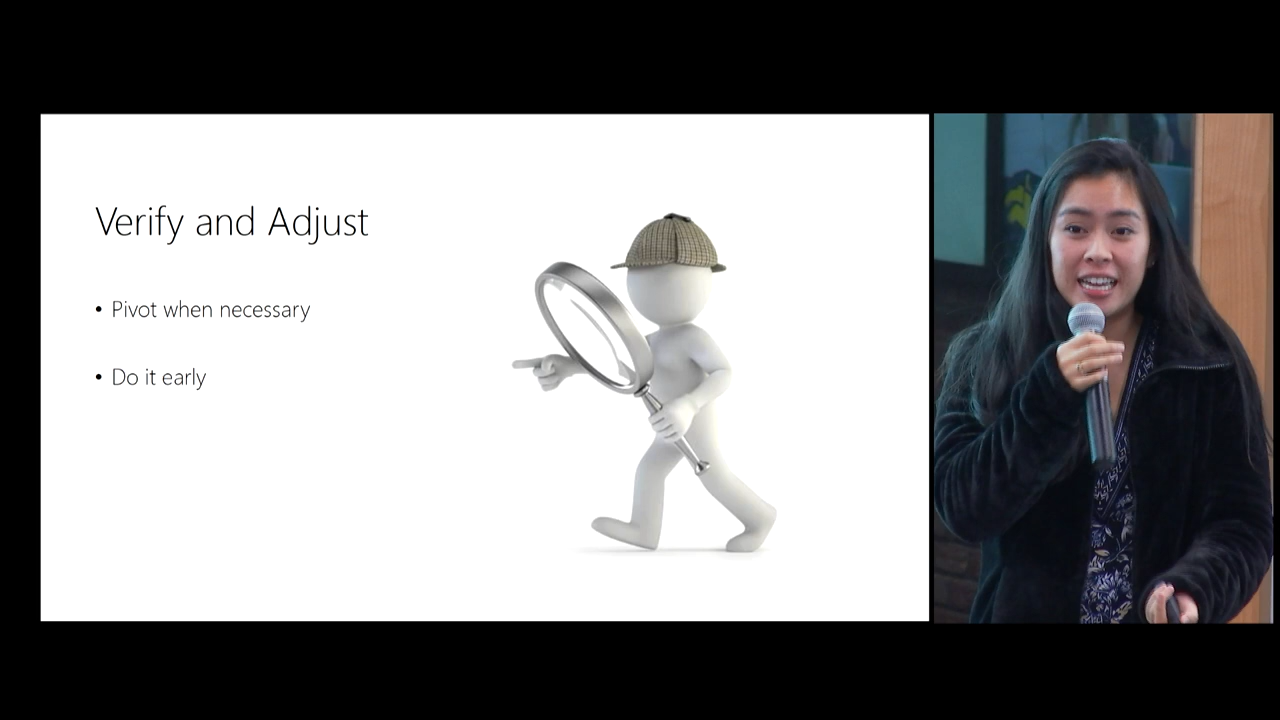 Verify and Adjust
• Pivot when necessary
• Do it early